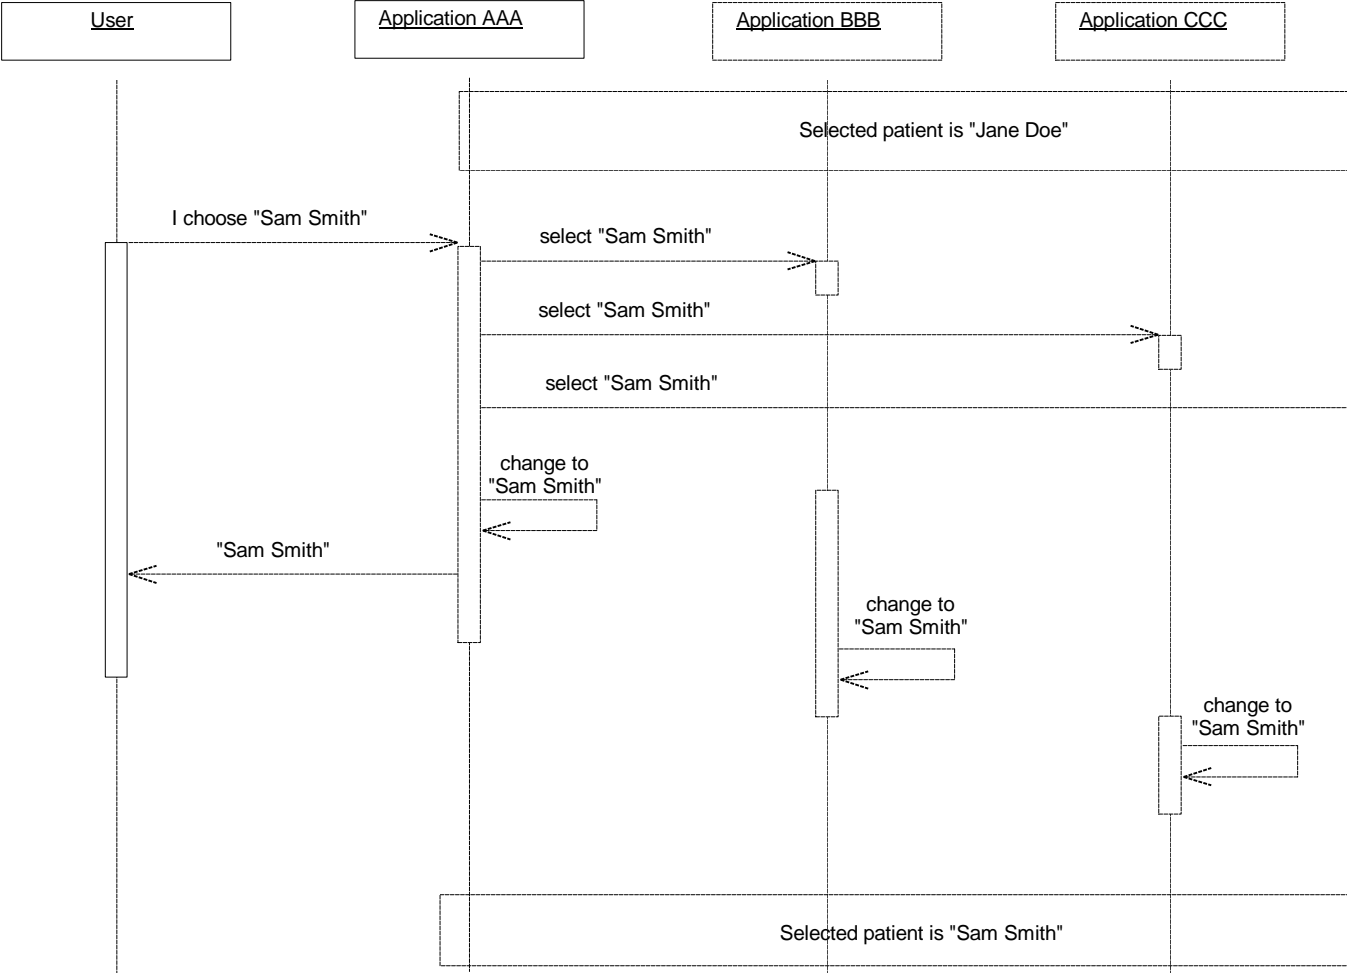 User
Application AAA
Application BBB
Application CCC
Selected patient is "Jane Doe"
I choose "Sam Smith"
select "Sam Smith"
select "Sam Smith"
select "Sam Smith"
change to
"Sam Smith"
"Sam Smith"
change to
"Sam Smith"
change to
"Sam Smith"
Selected patient is "Sam Smith"